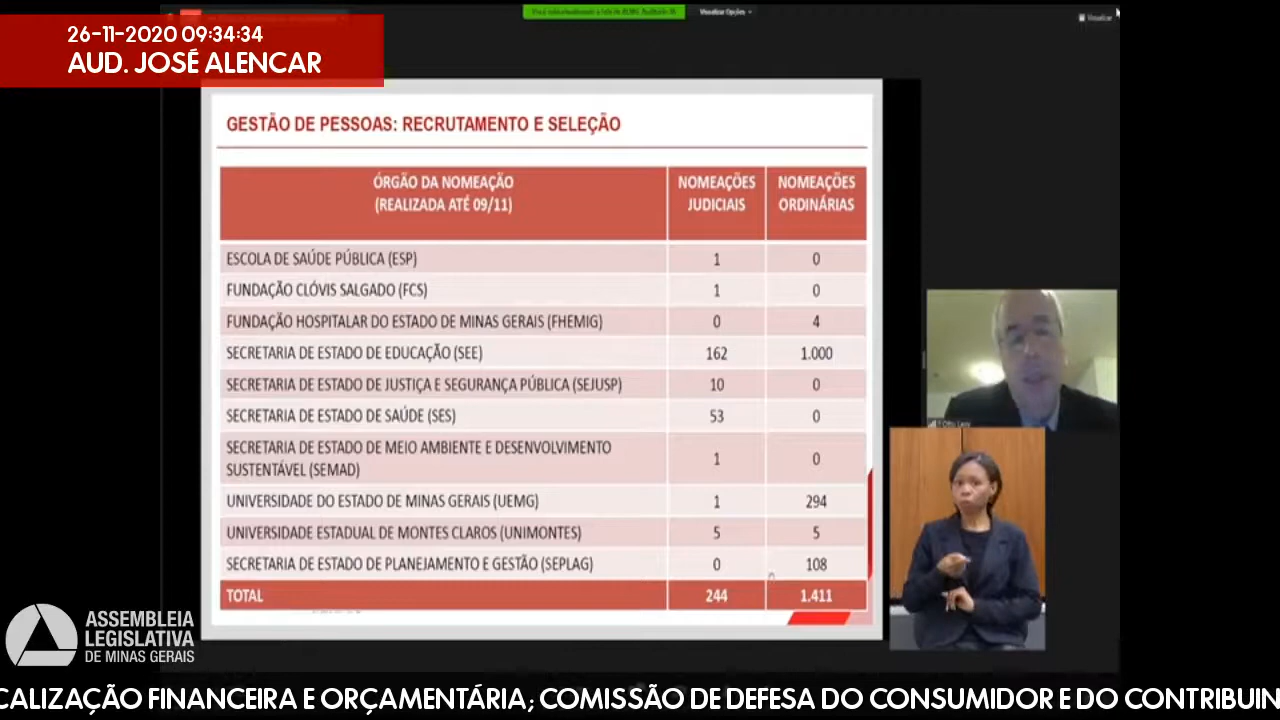 26-11-2020 09:34:34
AUD. JOSÉ ALENCAR
Visualizar Opções
Visualizar
GESTÃO DE PESSOAS: RECRUTAMENTO E SELEÇÃO
ÓRGÃO DA NOMEAÇÃO
(REALIZADA ATÉ 09/11)
NOMEAÇÕES
JUDICIAIS
NOMEAÇÕES
ORDINÁRIAS
ESCOLA DE SAÚDE PÚBLICA (ESP) 1 0
FUNDAÇÃO CLÓVIS SALGADO (FCS) 1 0
FUNDAÇÃO HOSPITALAR DO ESTADO DE MINAS GERAIS (FHEMIG) 0 4
SECRETARIA DE ESTADO DE EDUCAÇÃO (SEE) 162 1.000
SECRETARIA DE ESTADO DE JUSTIÇA E SEGURANÇA PÚBLICA (SEJUSP) 10 0
SECRETARIA DE ESTADO DE SAÚDE (SES) 53 0
SECRETARIA DE ESTADO DE MEIO AMBIENTE E DESENVOLVIMENTO
SUSTENTÁVEL (SEMAD) 1 0
UNIVERSIDADE DO ESTADO DE MINAS GERAIS (UEMG) 1 294
UNIVERSIDADE ESTADUAL DE MONTES CLAROS (UNIMONTES) 5 5
SECRETARIA DE ESTADO DE PLANEJAMENTO E GESTÃO (SEPLAG) 0 108
TOTAL 244 1.411
ASSEMBLEIA
LEGISLATIVA
DE MINAS GERAIS
CALIZAÇÃO FINANCEIRA E ORÇAMENTÁRIA; COMISSÃO DE DEFESA DO CONSUMIDOR E DO CONTRIBUIN